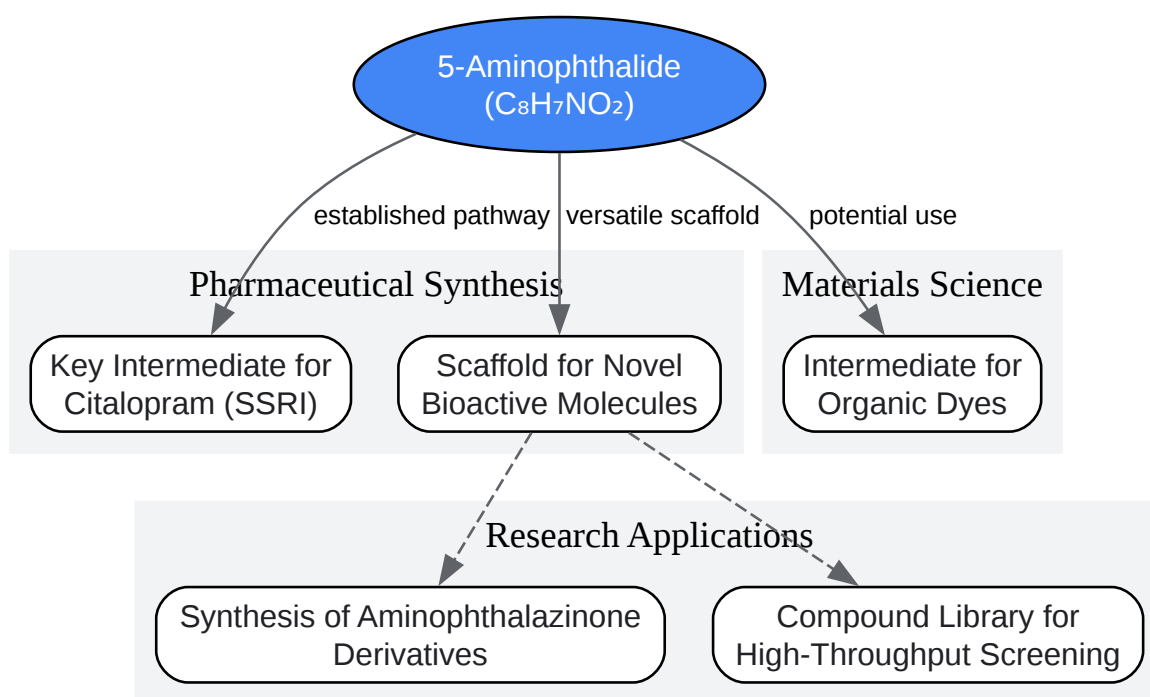 5-Aminophthalide
(C₈H₇NO₂)
established pathway
versatile scaffold
potential use
Pharmaceutical Synthesis
Materials Science
Key Intermediate for
Citalopram (SSRI)
Scaffold for Novel
Bioactive Molecules
Intermediate for
Organic Dyes
Research Applications
Synthesis of Aminophthalazinone
Derivatives
Compound Library for
High-Throughput Screening